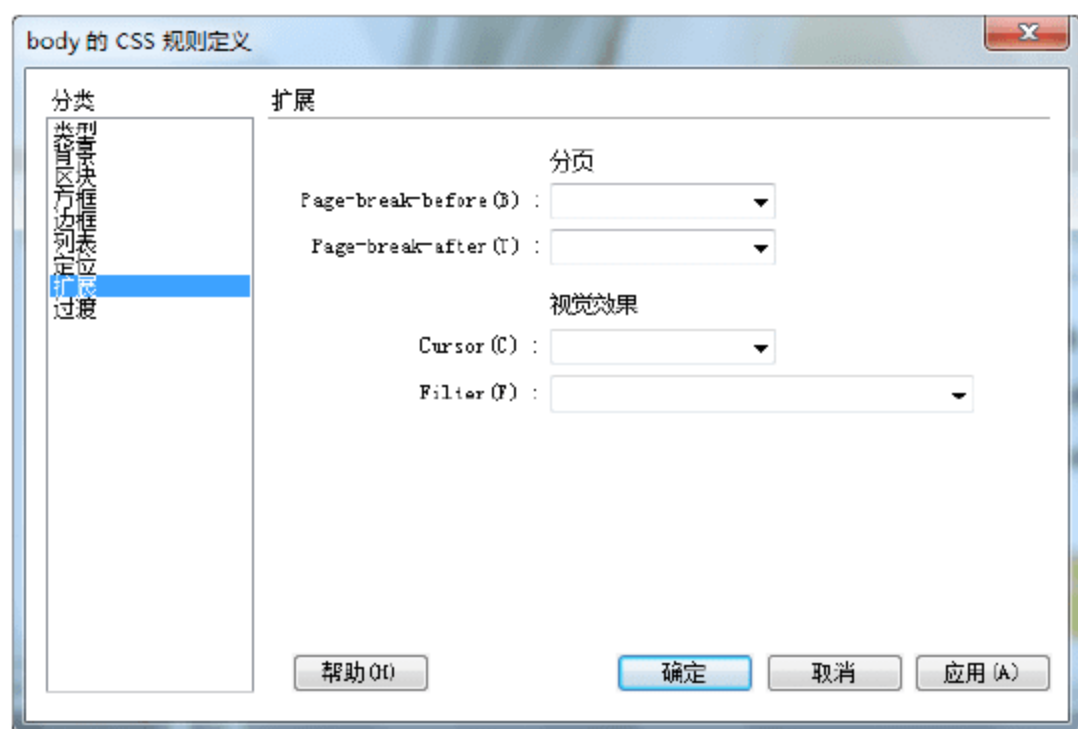 body 的 CSS 规则定义
分类
类型
背景
区块
方框
边框
列表
定位
扩展
过渡
扩展
分页
Page-break-before(B) :
Page-break-after(T) :
视觉效果
Cursor(C) :
Filter(F) :
帮助(H)
确定
取消
应用(A)